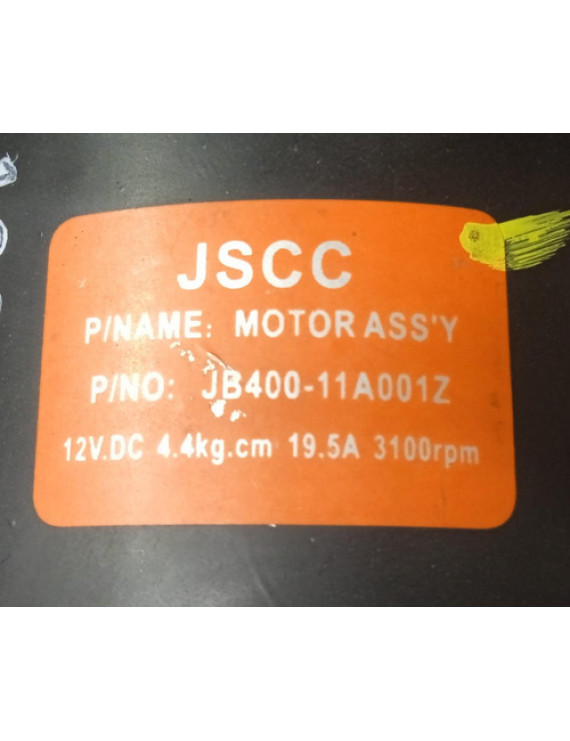 JSCC
P/NAME: MOTOR ASS'Y
P/NO: JB400-11A001Z
12V.DC 4.4kg.cm 19.5A 3100rpm